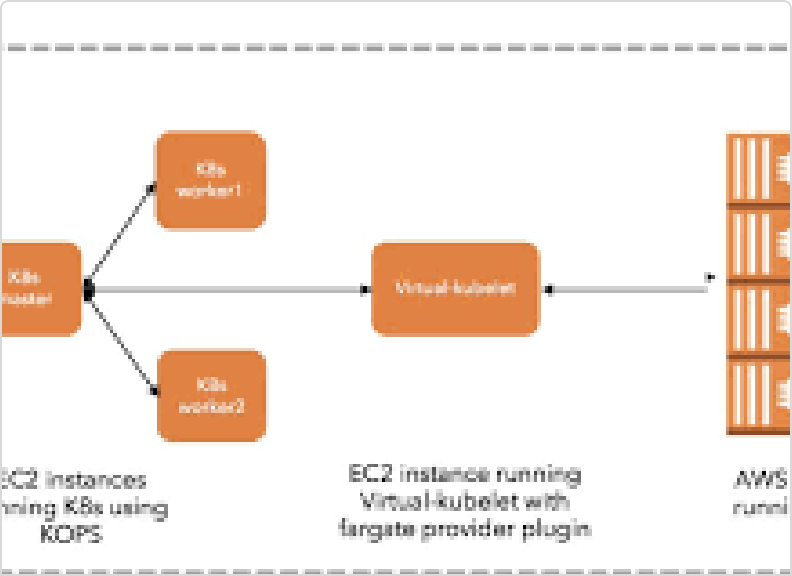 K8s
worker1
K8s
master
Virtual-kubelet
K8s
worker2
EC2 instances
nning K8s using
KOPS
EC2 instance running
Virtual-kubelet with
fargate provider plugin
AWS
runni